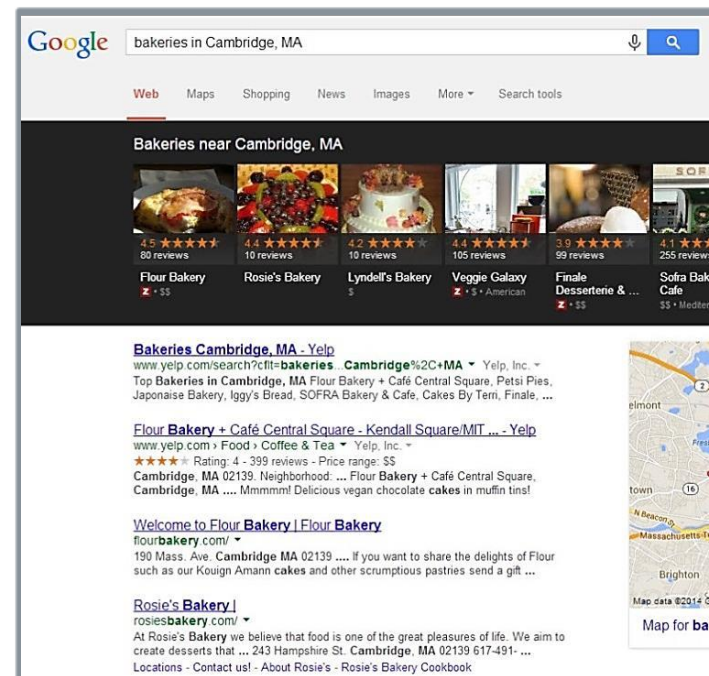 Google
bakeries in Cambridge, MA
Web Maps Shopping News Images More Search tools
Bakeries near Cambridge, MA
4.5
80 reviews
Flour Bakery
Z • $$
4.4
10 reviews
Rosie's Bakery
4.2
10 reviews
Lyndell's Bakery
$
4.4
105 reviews
Veggie Galaxy
Z • $ • American
3.9
99 reviews
Finale
Desserterie & ...
Z • $$
SOF
4.1
255 review
Sofra Bak
Cafe
$$ • Mediter
Bakeries Cambridge, MA - Yelp
www.yelp.com/search?cflt=bakeries...Cambridge%2C+MA Yelp, Inc.
Top Bakeries in Cambridge, MA Flour Bakery + Café Central Square, Petsi Pies,
Japonaise Bakery, Iggy's Bread, SOFRA Bakery & Cafe, Cakes By Terri, Finale, ...
Flour Bakery + Café Central Square - Kendall Square/MIT ... - Yelp
www.yelp.com › Food › Coffee & Tea Yelp, Inc.
Rating: 4 - 399 reviews - Price range: $$
Cambridge, MA 02139. Neighborhood: ... Flour Bakery + Café Central Square,
Cambridge, MA .... Mmmmm! Delicious vegan chocolate cakes in muffin tins!
Welcome to Flour Bakery | Flour Bakery
flourbakery.com/
190 Mass. Ave. Cambridge MA 02139 .... If you want to share the delights of Flour
such as our Kouign Amann cakes and other scrumptious pastries send a gift ...
Rosie's Bakery |
rosiesbakery.com/
At Rosie's Bakery we believe that food is one of the great pleasures of life. We aim to
create desserts that ... 243 Hampshire St. Cambridge, MA 02139 617-491- ...
Locations - Contact us! - About Rosie's - Rosie's Bakery Cookbook
2
elmont
Fres
town
16
N Beacon St
Massachusetts T
Brighton
Map data ©2014 G
Map for ba